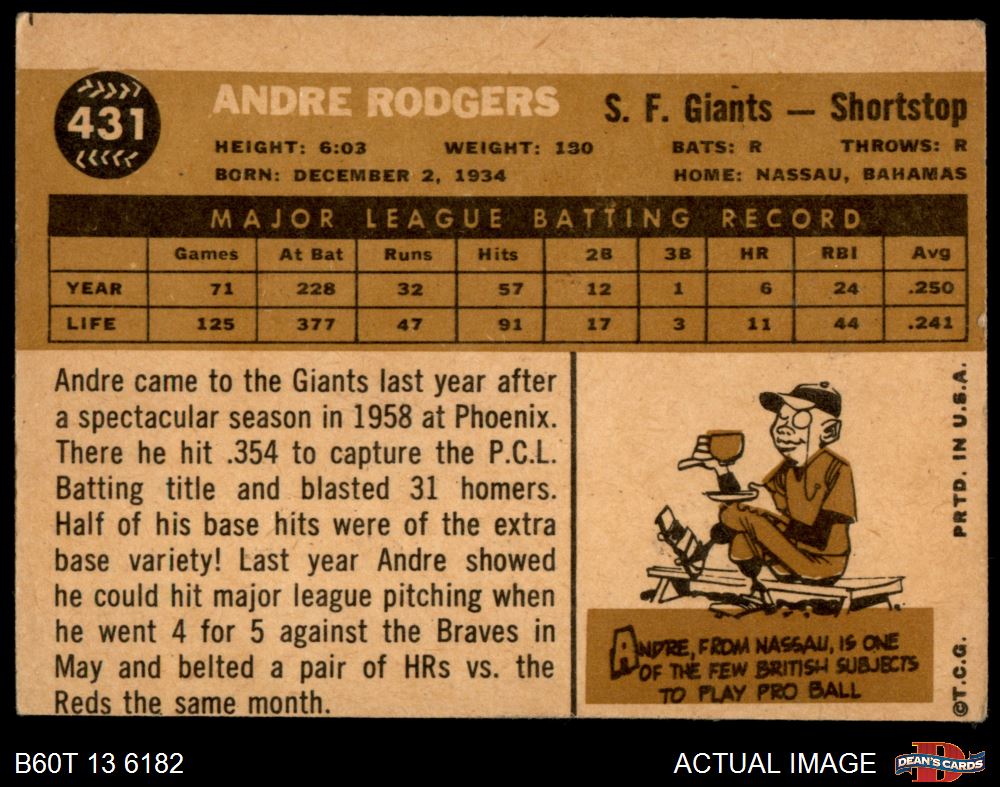 431
ANDRE RODGERS
S. F. Giants — Shortstop
HEIGHT: 6:03 WEIGHT: 180 BATS: R THROWS: R
BORN: DECEMBER 2, 1934 HOME: NASSAU, BAHAMAS
MAJOR LEAGUE BATTING RECORD
Games At Bat Runs Hits 2B 3B HR RBI Avg
YEAR 71 228 32 57 12 1 6 24 .250
LIFE 125 377 47 91 17 3 11 44 .241
Andre came to the Giants last year after
a spectacular season in 1958 at Phoenix.
There he hit .354 to capture the P.C.L.
Batting title and blasted 31 homers.
Half of his base hits were of the extra
base variety! Last year Andre showed
he could hit major league pitching when
he went 4 for 5 against the Braves in
May and belted a pair of HRs vs. the
Reds the same month.
ANDRE, FROM NASSAU, IS ONE
OF THE FEW BRITISH SUBJECTS
TO PLAY PRO BALL
©T.C.G. PRTD. IN U.S.A.
B60T 13 6182
ACTUAL IMAGE
DEAN'S CARDS